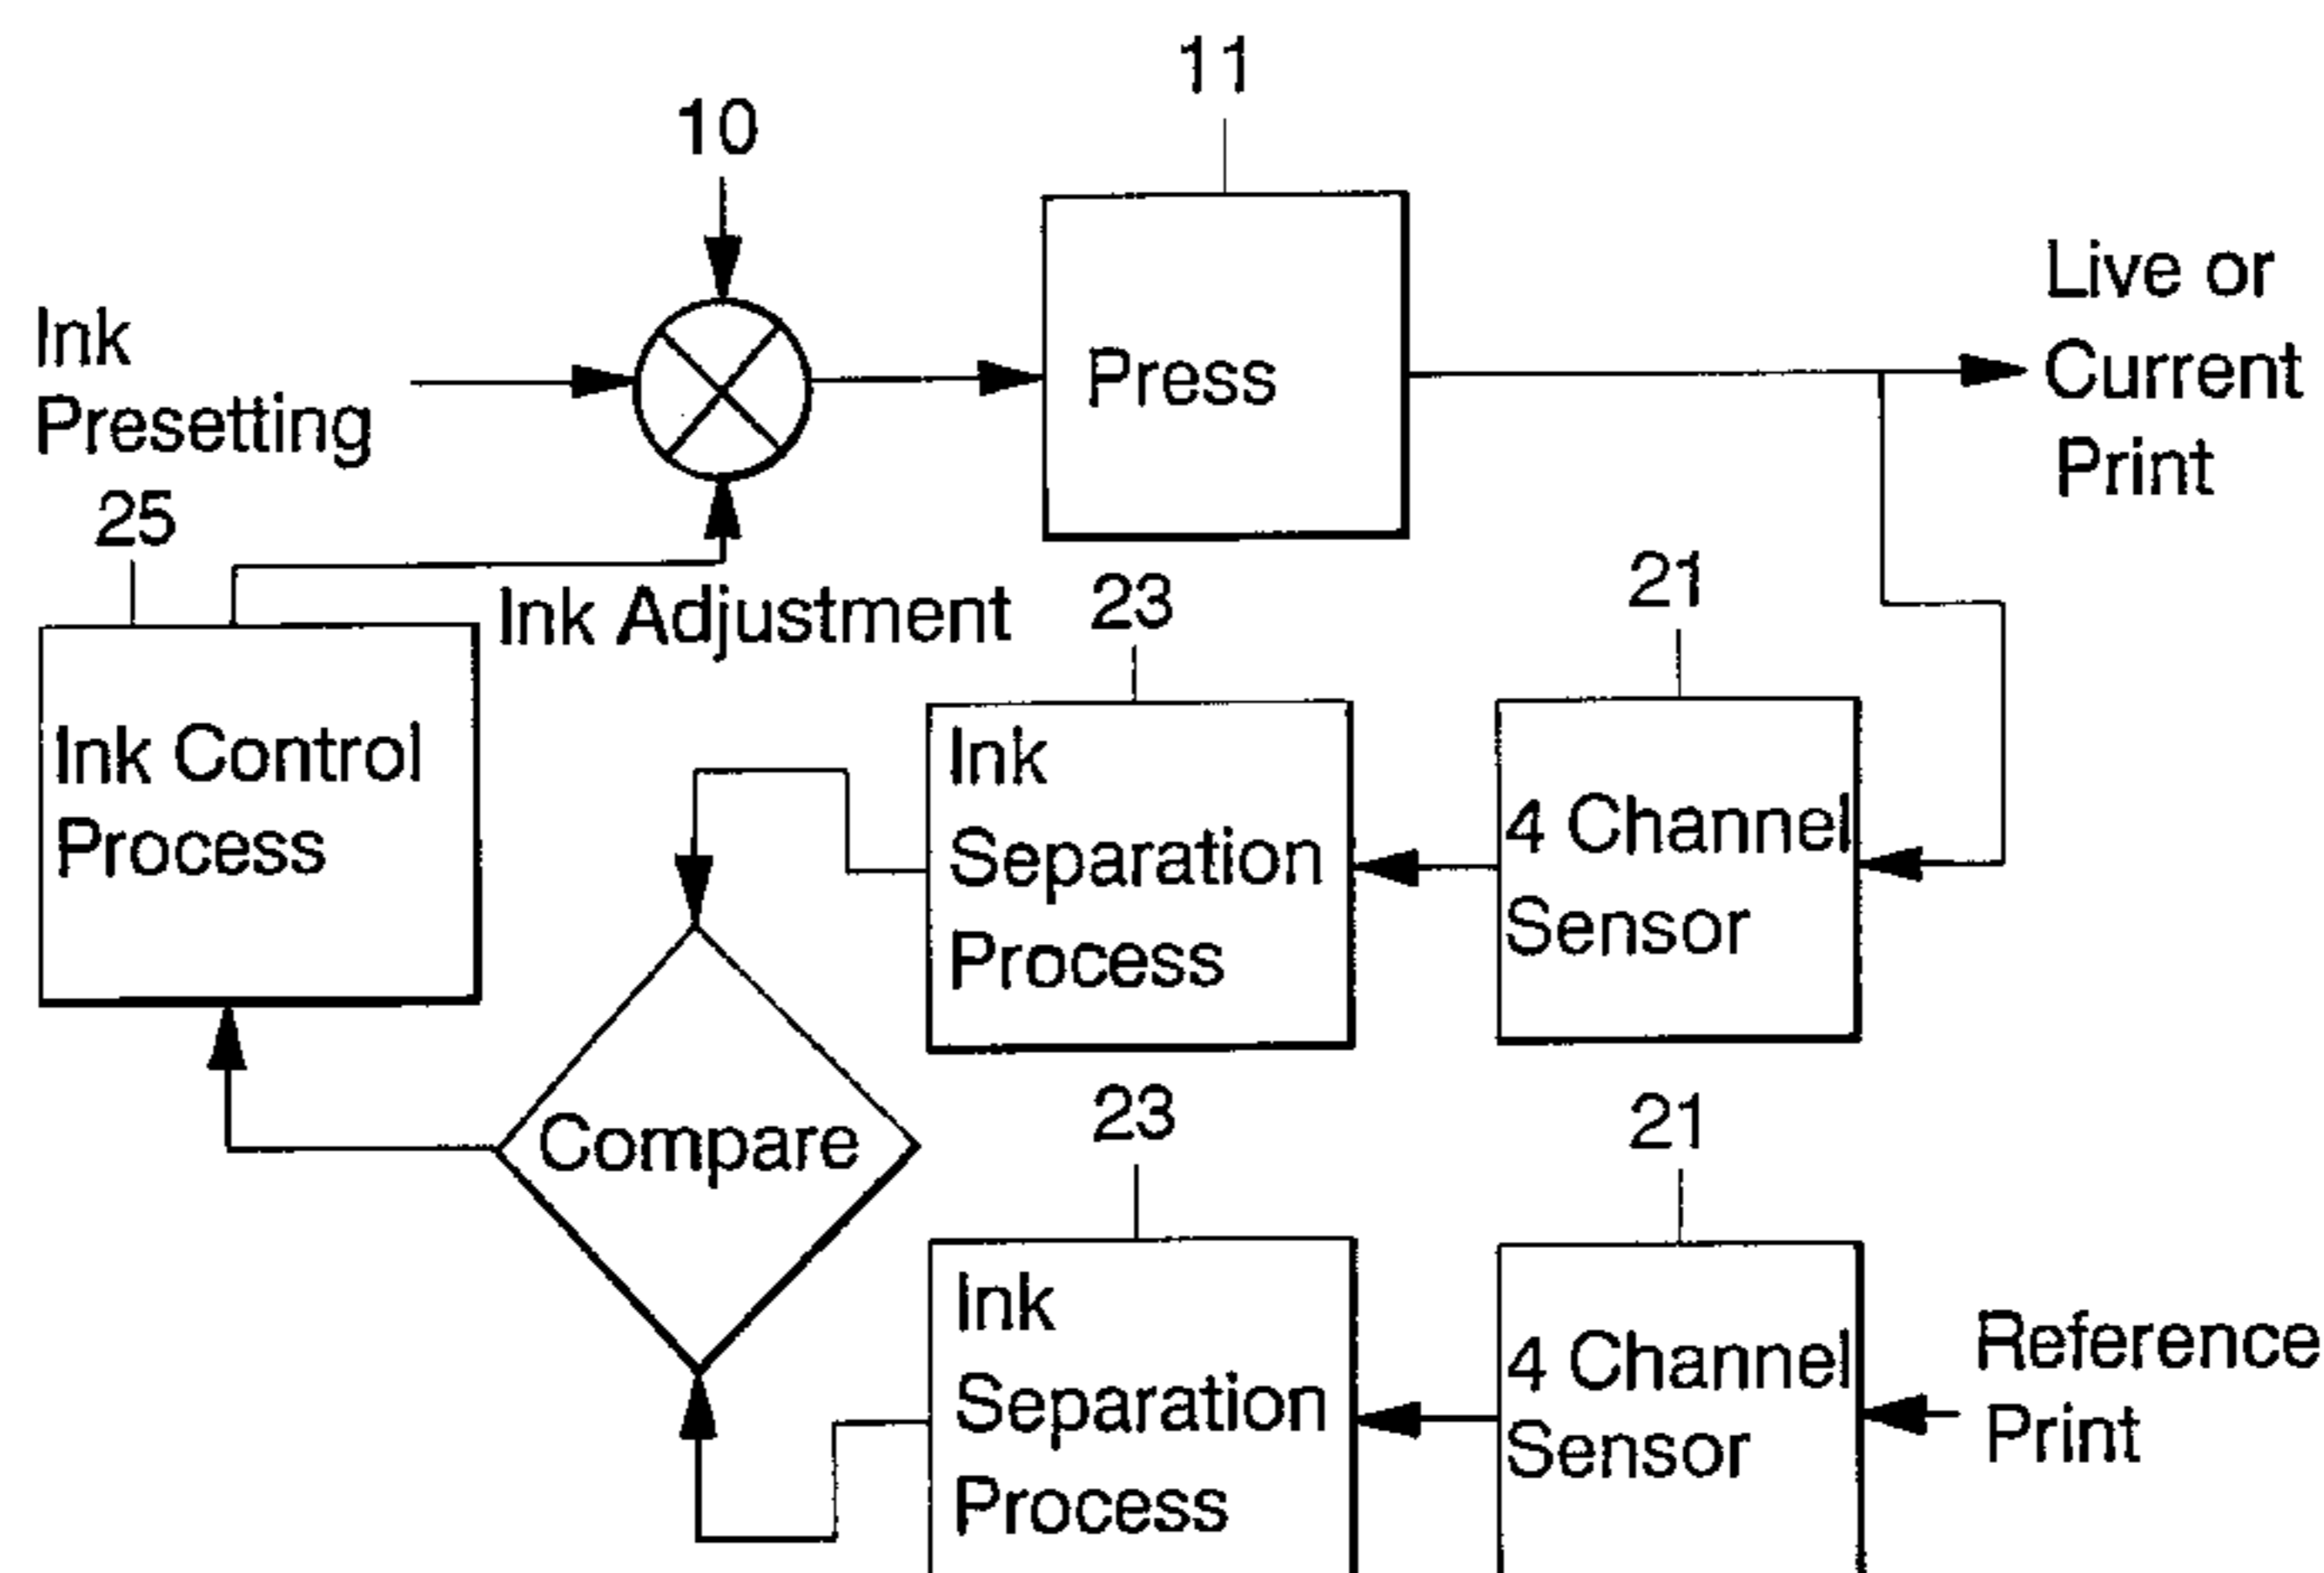 11
10
Live or
Current
Print
Ink
Presetting
Press
25
Ink Adjustment
23
21
Ink Control
Process
Ink
Separation
Process
4 Channel
Sensor
Compare
23
21
Ink
Separation
Process
4 Channel
Sensor
Reference
Print